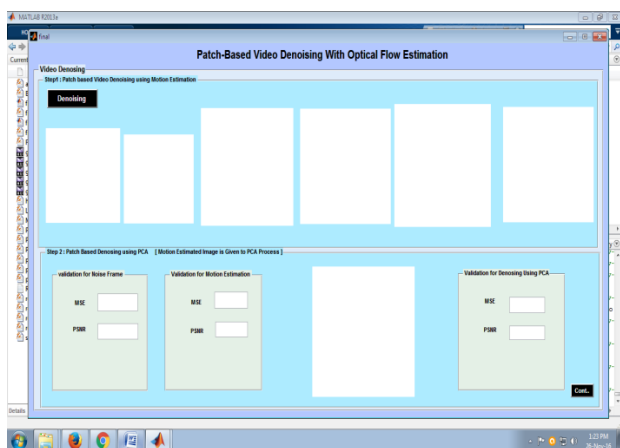 MATLAB R2013a
final
Patch-Based Video Denoising With Optical Flow Estimation
Video Denosing
Step1 : Patch based Video Denoising using Motion Estimation
Denoising
Step 2 : Patch Based Denosing using PCA [ Motion Estimated Image is Given to PCA Process ]
validation for Noise Frame
MSE
PSNR
Validation for Motion Estimation
MSE
PSNR
Validation for Denosing Using PCA
MSE
PSNR
Cont..
Details
3:23 PM